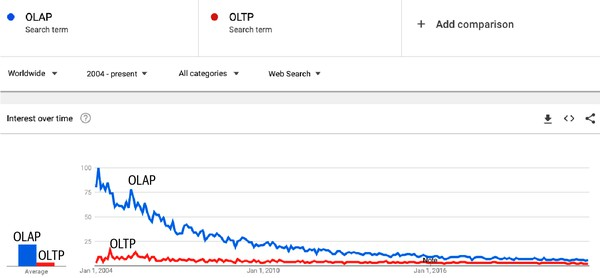 OLAP
Search term
OLTP
Search term
+ Add comparison
Worldwide
2004 - present
All categories
Web Search
Interest over time ?
100
75
50
25
OLAP
OLTP
OLAP
OLTP
Average
Jan 1, 2004
Jan 1, 2010
Jan 1, 2016
Note